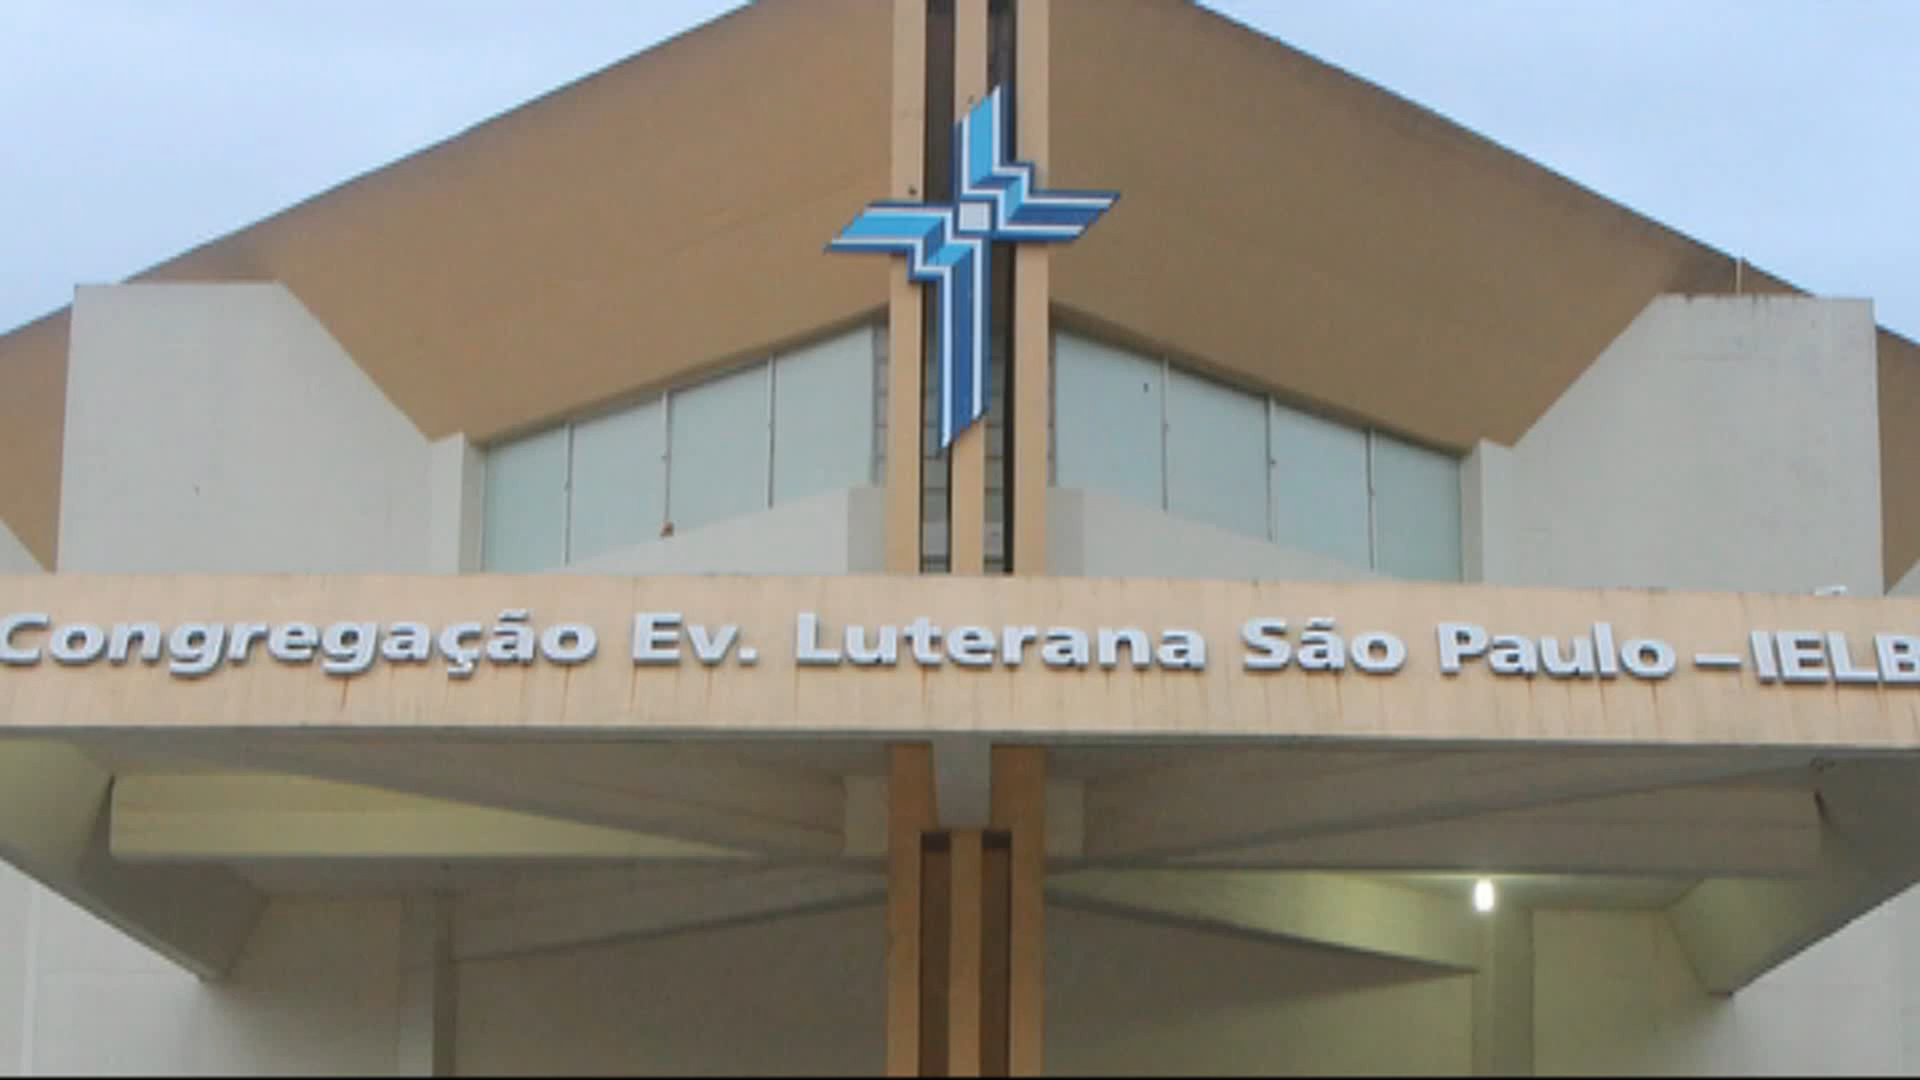 Congregação Ev. Luterana São Paulo – IELB